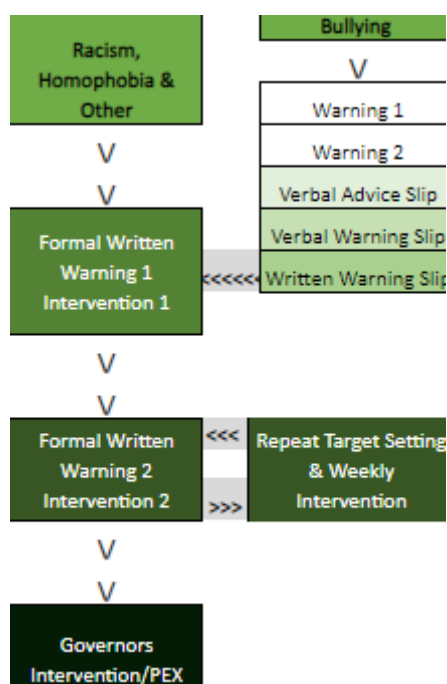 Bullying
Racism,
Homophobia &
Other
V
V
V
Warning 1
Warning 2
Verbal Advice Slip
Verbal Warning Slip
Written Warning Slip
<<<<<<
Formal Written
Warning 1
Intervention 1
V
V
Formal Written
Warning 2
Intervention 2
<<<
>>>
Repeat Target Setting
& Weekly
Intervention
V
V
Governors
Intervention/PEX